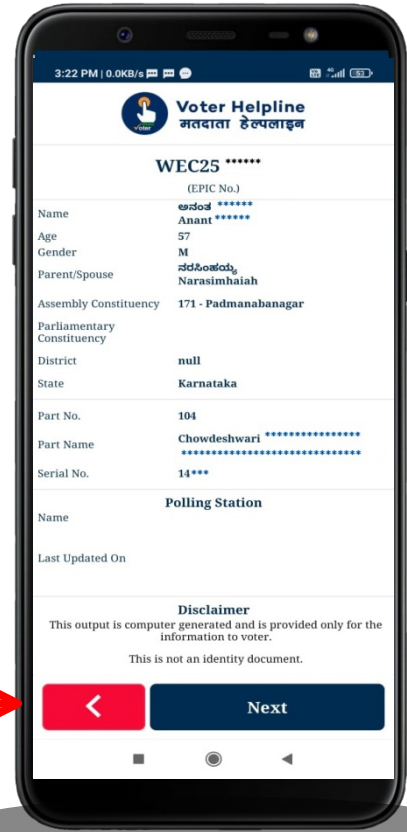 3:22 PM | 0.0KB/s
4G
53
Voter
Voter Helpline
मतदाता हेल्पलाइन
WEC25 ******
(EPIC No.)
Name ಅನಂತ ******
Anant ******
Age 57
Gender M
Parent/Spouse ನರಸಿಂಹಯ್ಯ
Narasimhaiah
Assembly Constituency 171 - Padmanabanagar
Parliamentary
Constituency
District null
State Karnataka
Part No. 104
Part Name Chowdeshwari ****************
******************************
Serial No. 14***
Polling Station
Name
Last Updated On
Disclaimer
This output is computer generated and is provided only for the
information to voter.
This is not an identity document.
Next